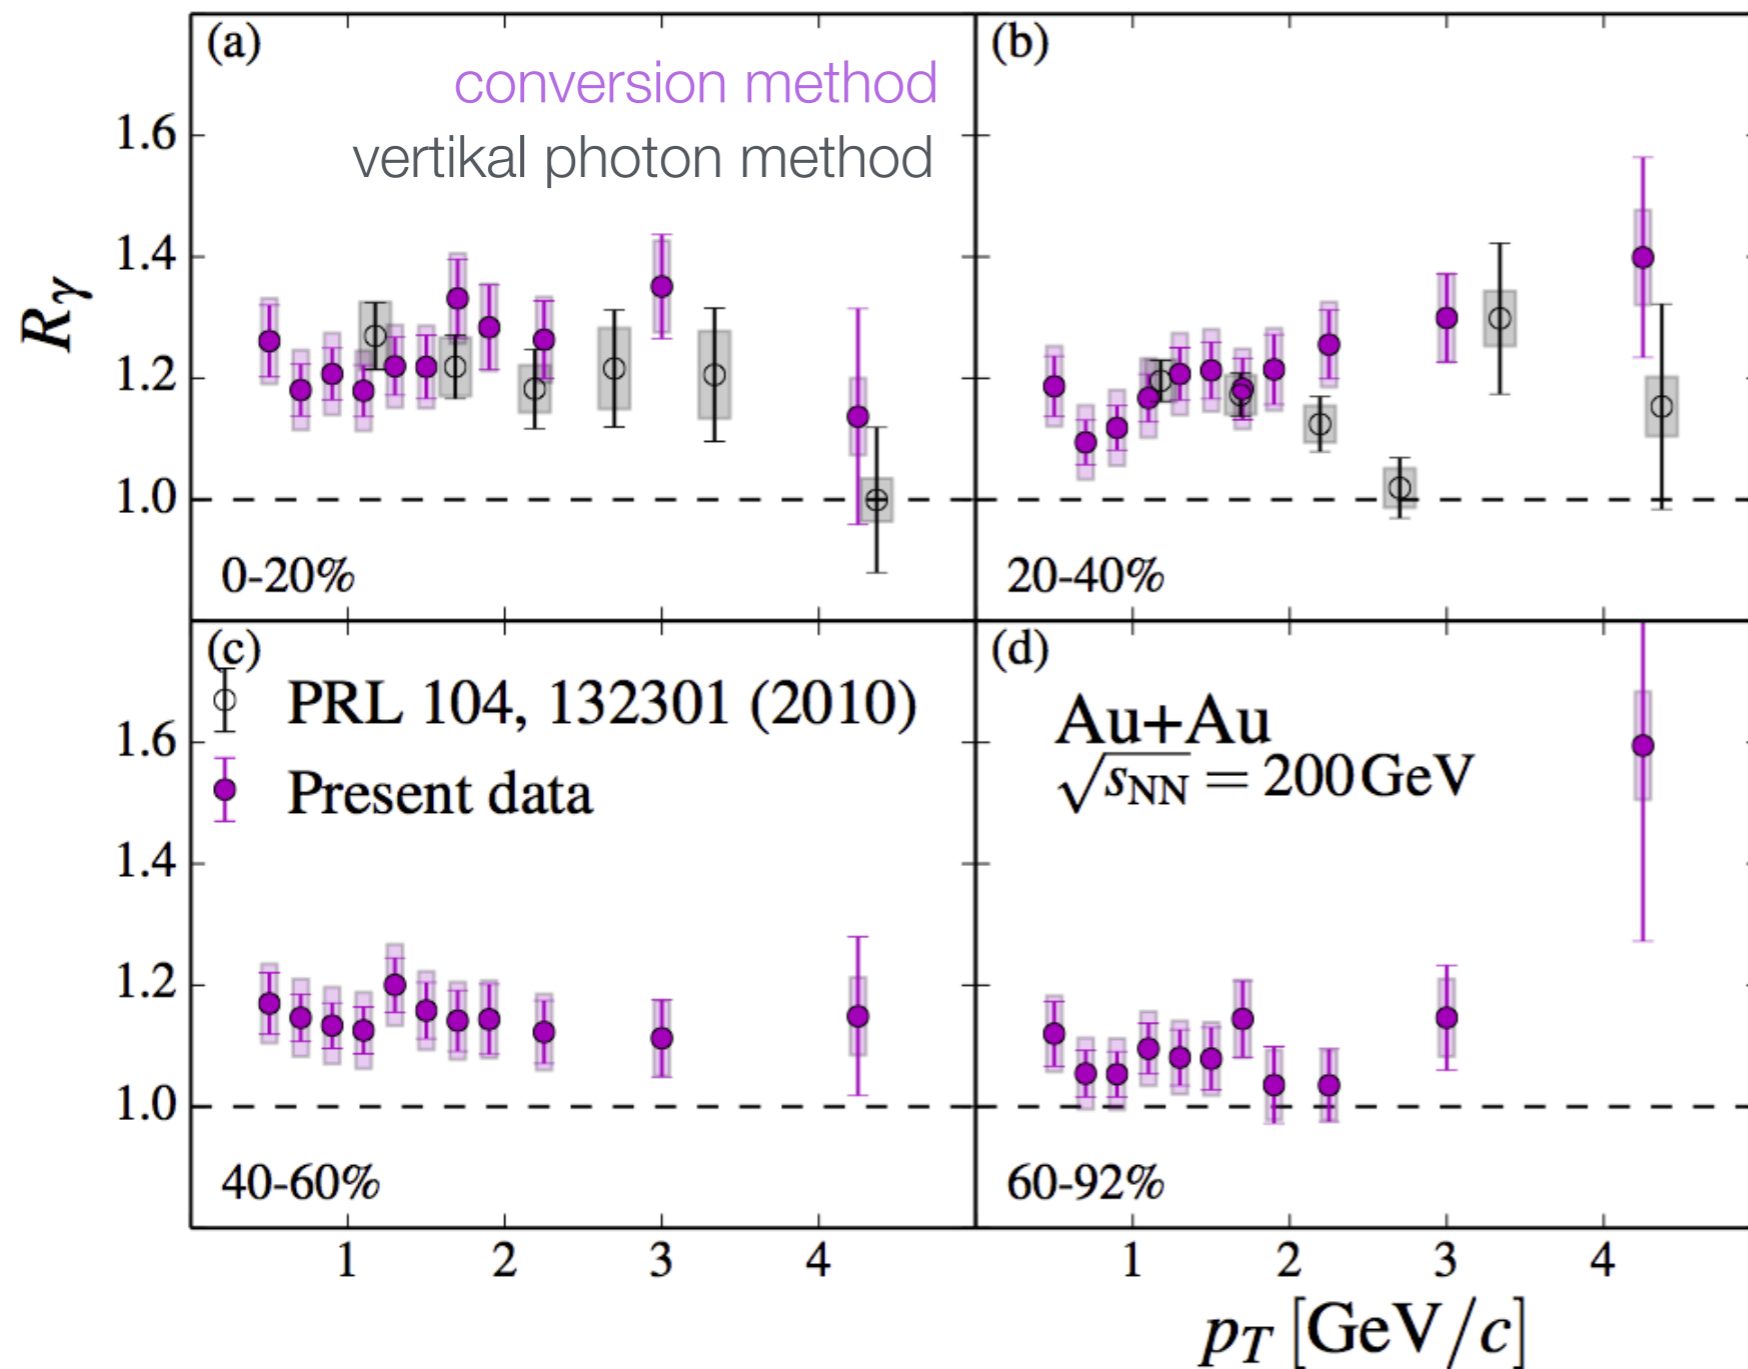 (a)
conversion method
vertikal photon method
(b)
1.6
1.4
1.2
1.0
R_γ
0-20%
20-40%
(c)
PRL 104, 132301 (2010)
Present data
(d)
Au+Au
√s_NN = 200 GeV
1.6
1.4
1.2
1.0
40-60%
60-92%
1 2 3 4
1 2 3 4
p_T [GeV/c]